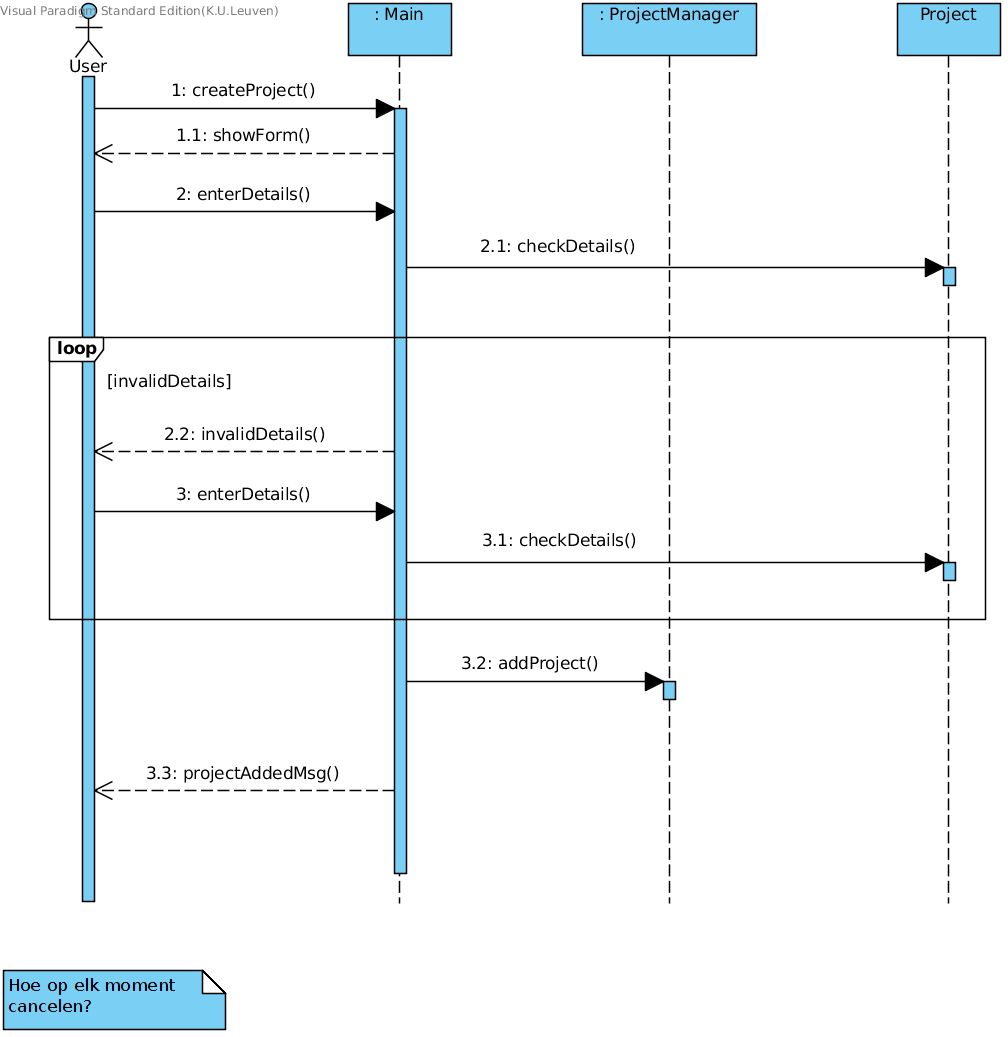 Visual Paradigm Standard Edition(K.U.Leuven)
: Main
: ProjectManager
Project
User
1: createProject()
1.1: showForm()
2: enterDetails()
2.1: checkDetails()
loop
[invalidDetails]
2.2: invalidDetails()
3: enterDetails()
3.1: checkDetails()
3.2: addProject()
3.3: projectAddedMsg()
Hoe op elk moment
cancelen?